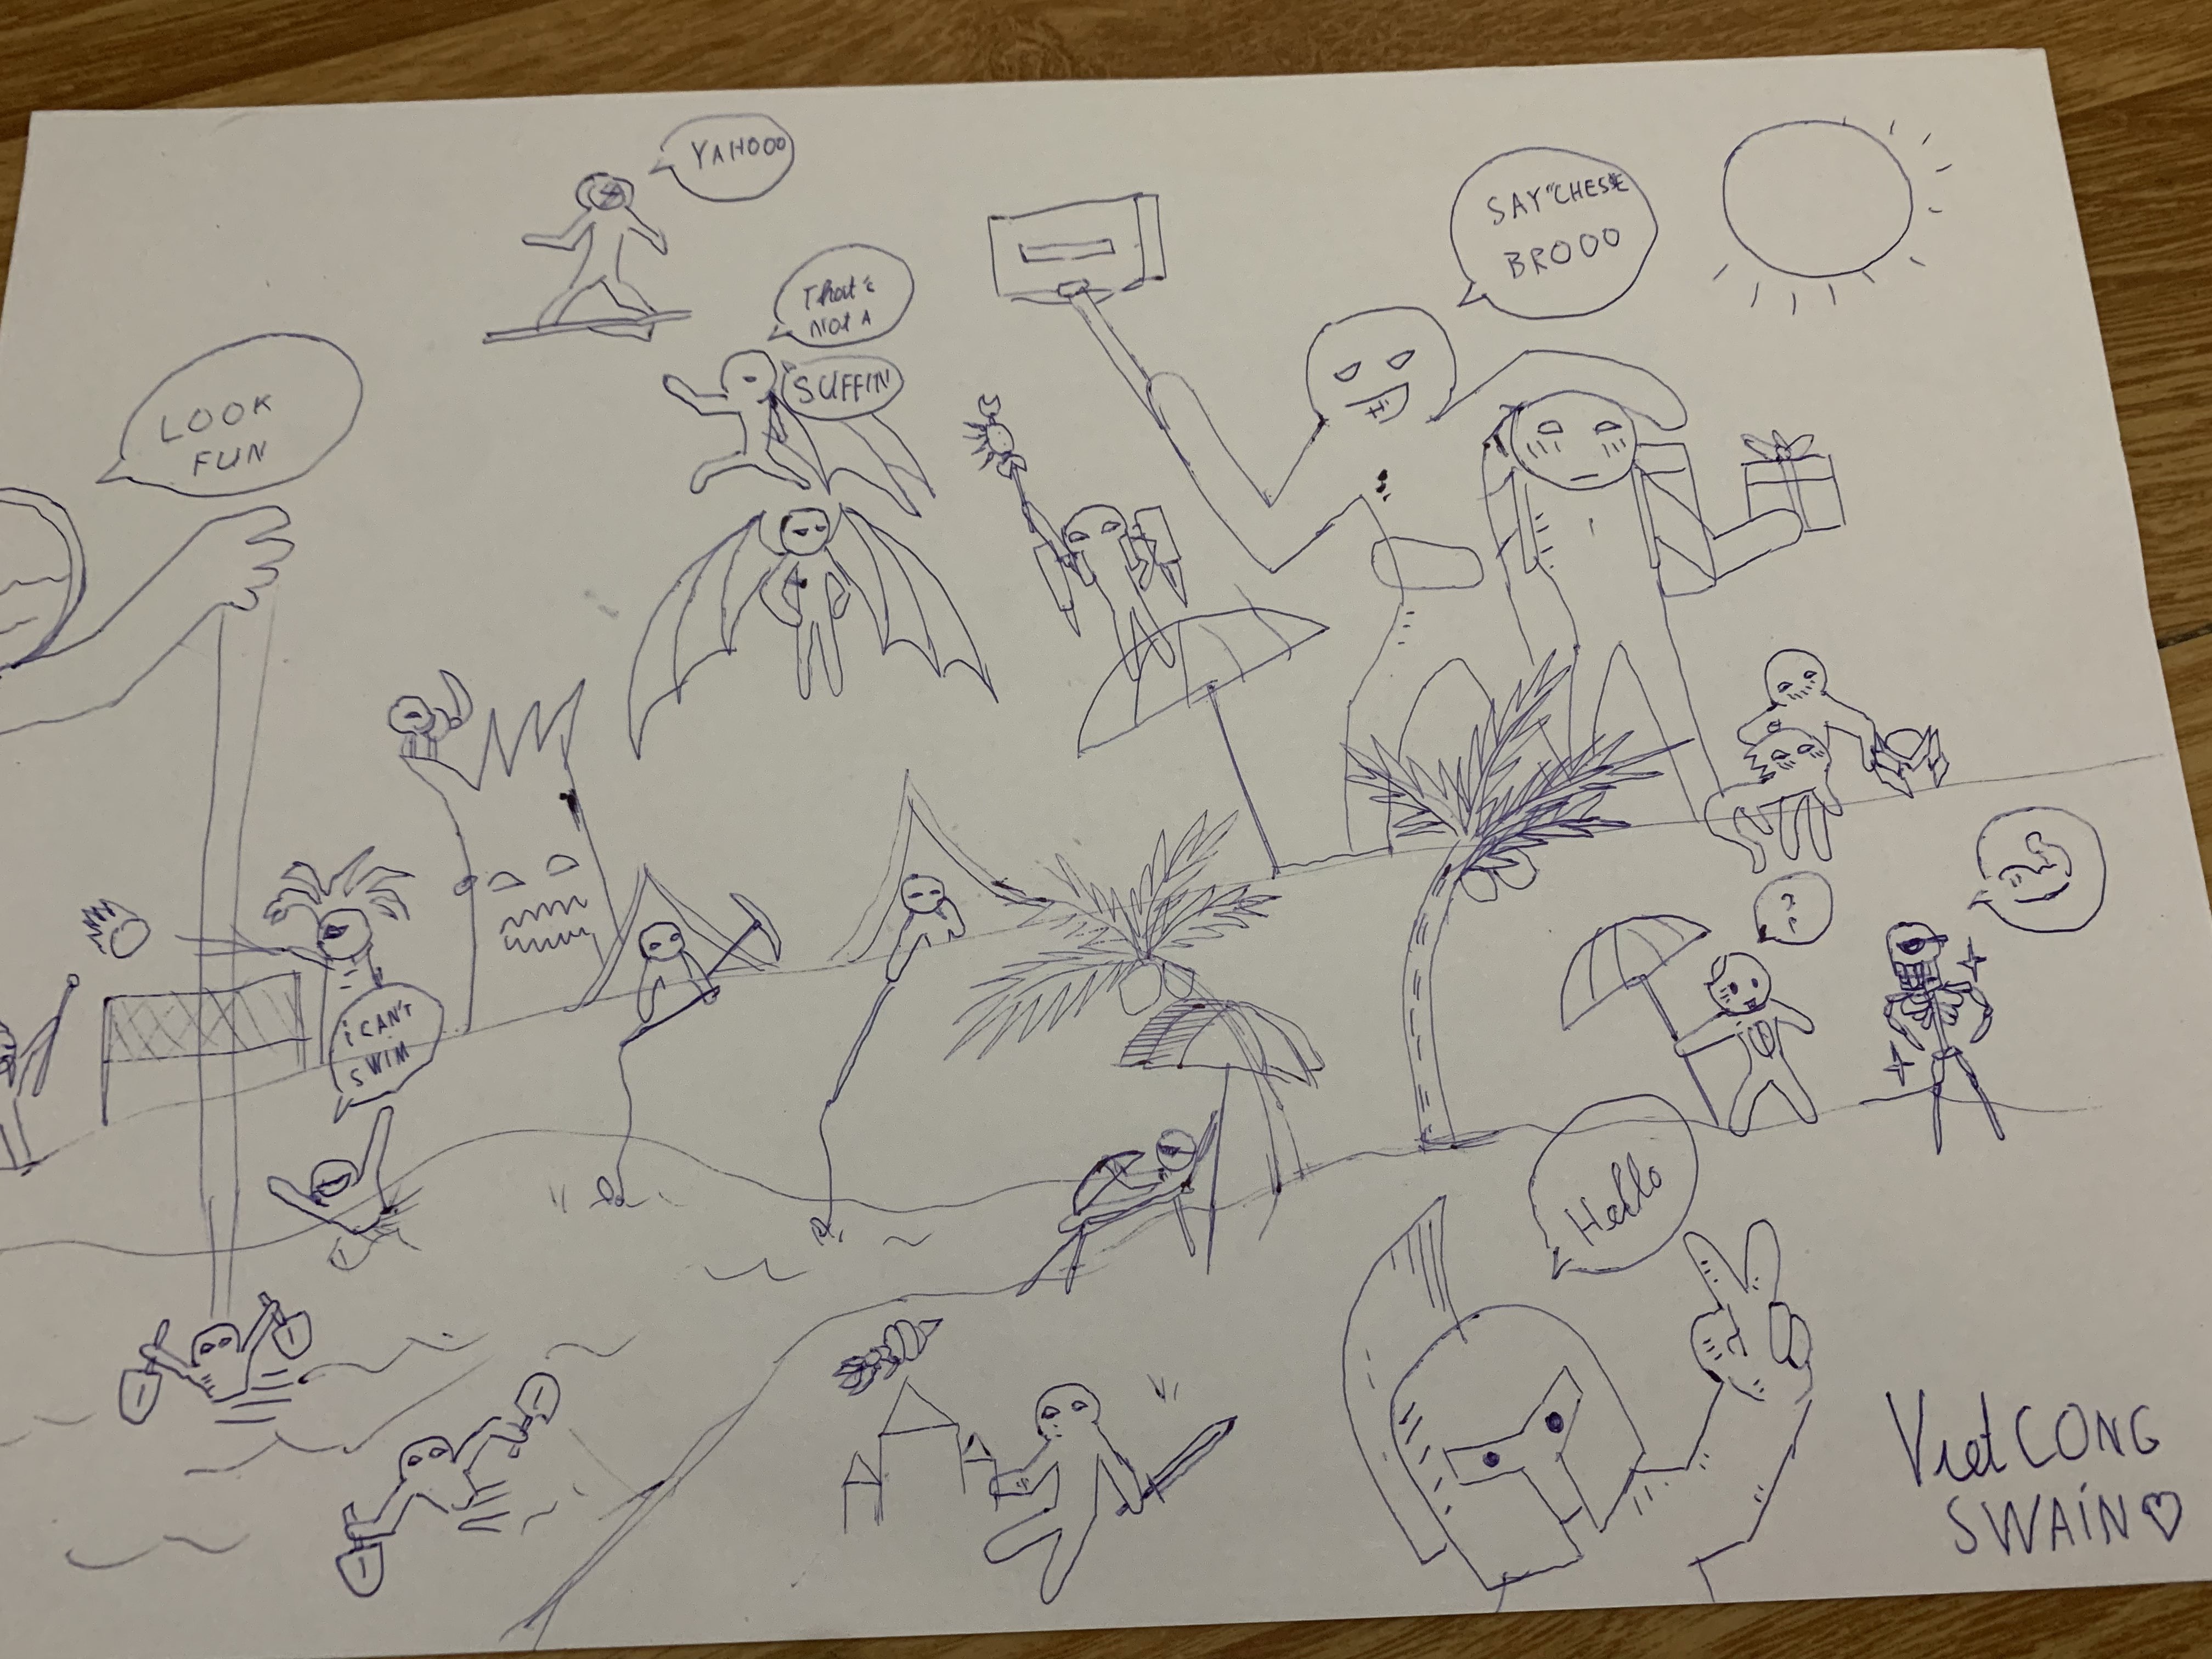 YAHOOO
SAY "CHESE
BROOO
That's
not A
SUFFIN
LOOK
FUN
?
i CAN'T
SWiM
Hello
VietCONG
SWAiN♡